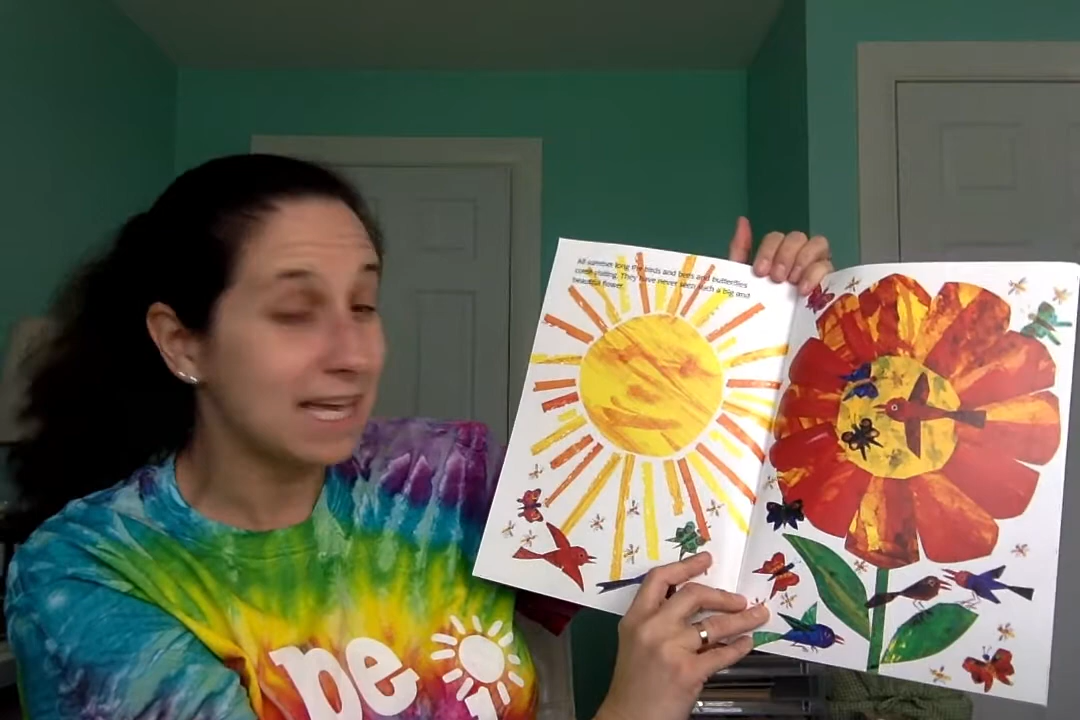 All summer long the birds and bees and butterflies
come visiting. They have never seen such a big and
beautiful flower.
pe